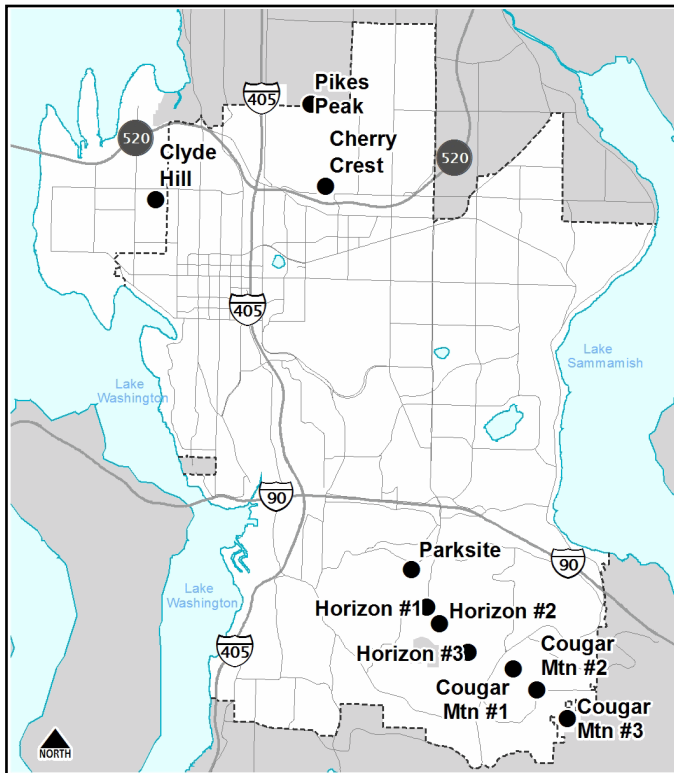 Pikes
Peak
405
Cherry
Crest
520
Clyde
Hill
520
405
Lake
Sammamish
Lake
Washington
90
Parksite
90
Lake
Washington
Horizon #1
Horizon #2
405
Horizon #3
Cougar
Mtn #2
Cougar
Mtn #1
Cougar
Mtn #3
NORTH